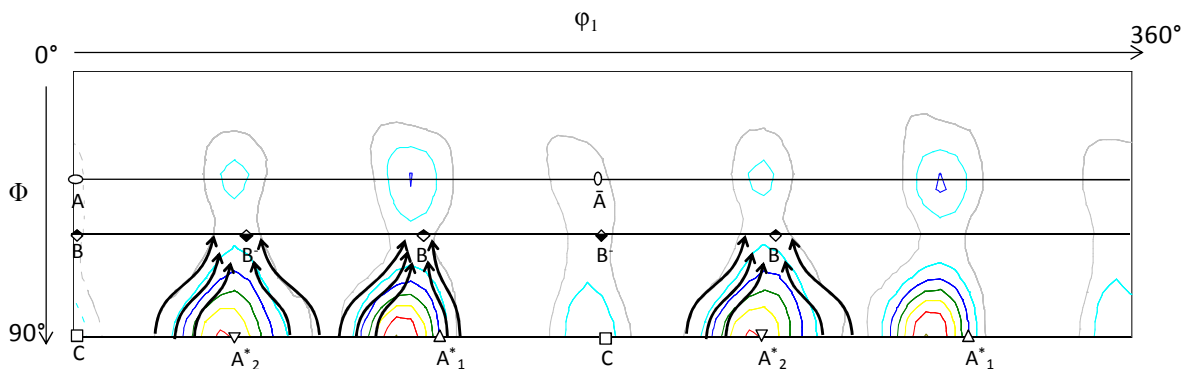 φ₁
0° 360°
Φ
A Ā
B B⁻ B B⁻ B
90°
C A*₂ A*₁ C A*₂ A*₁